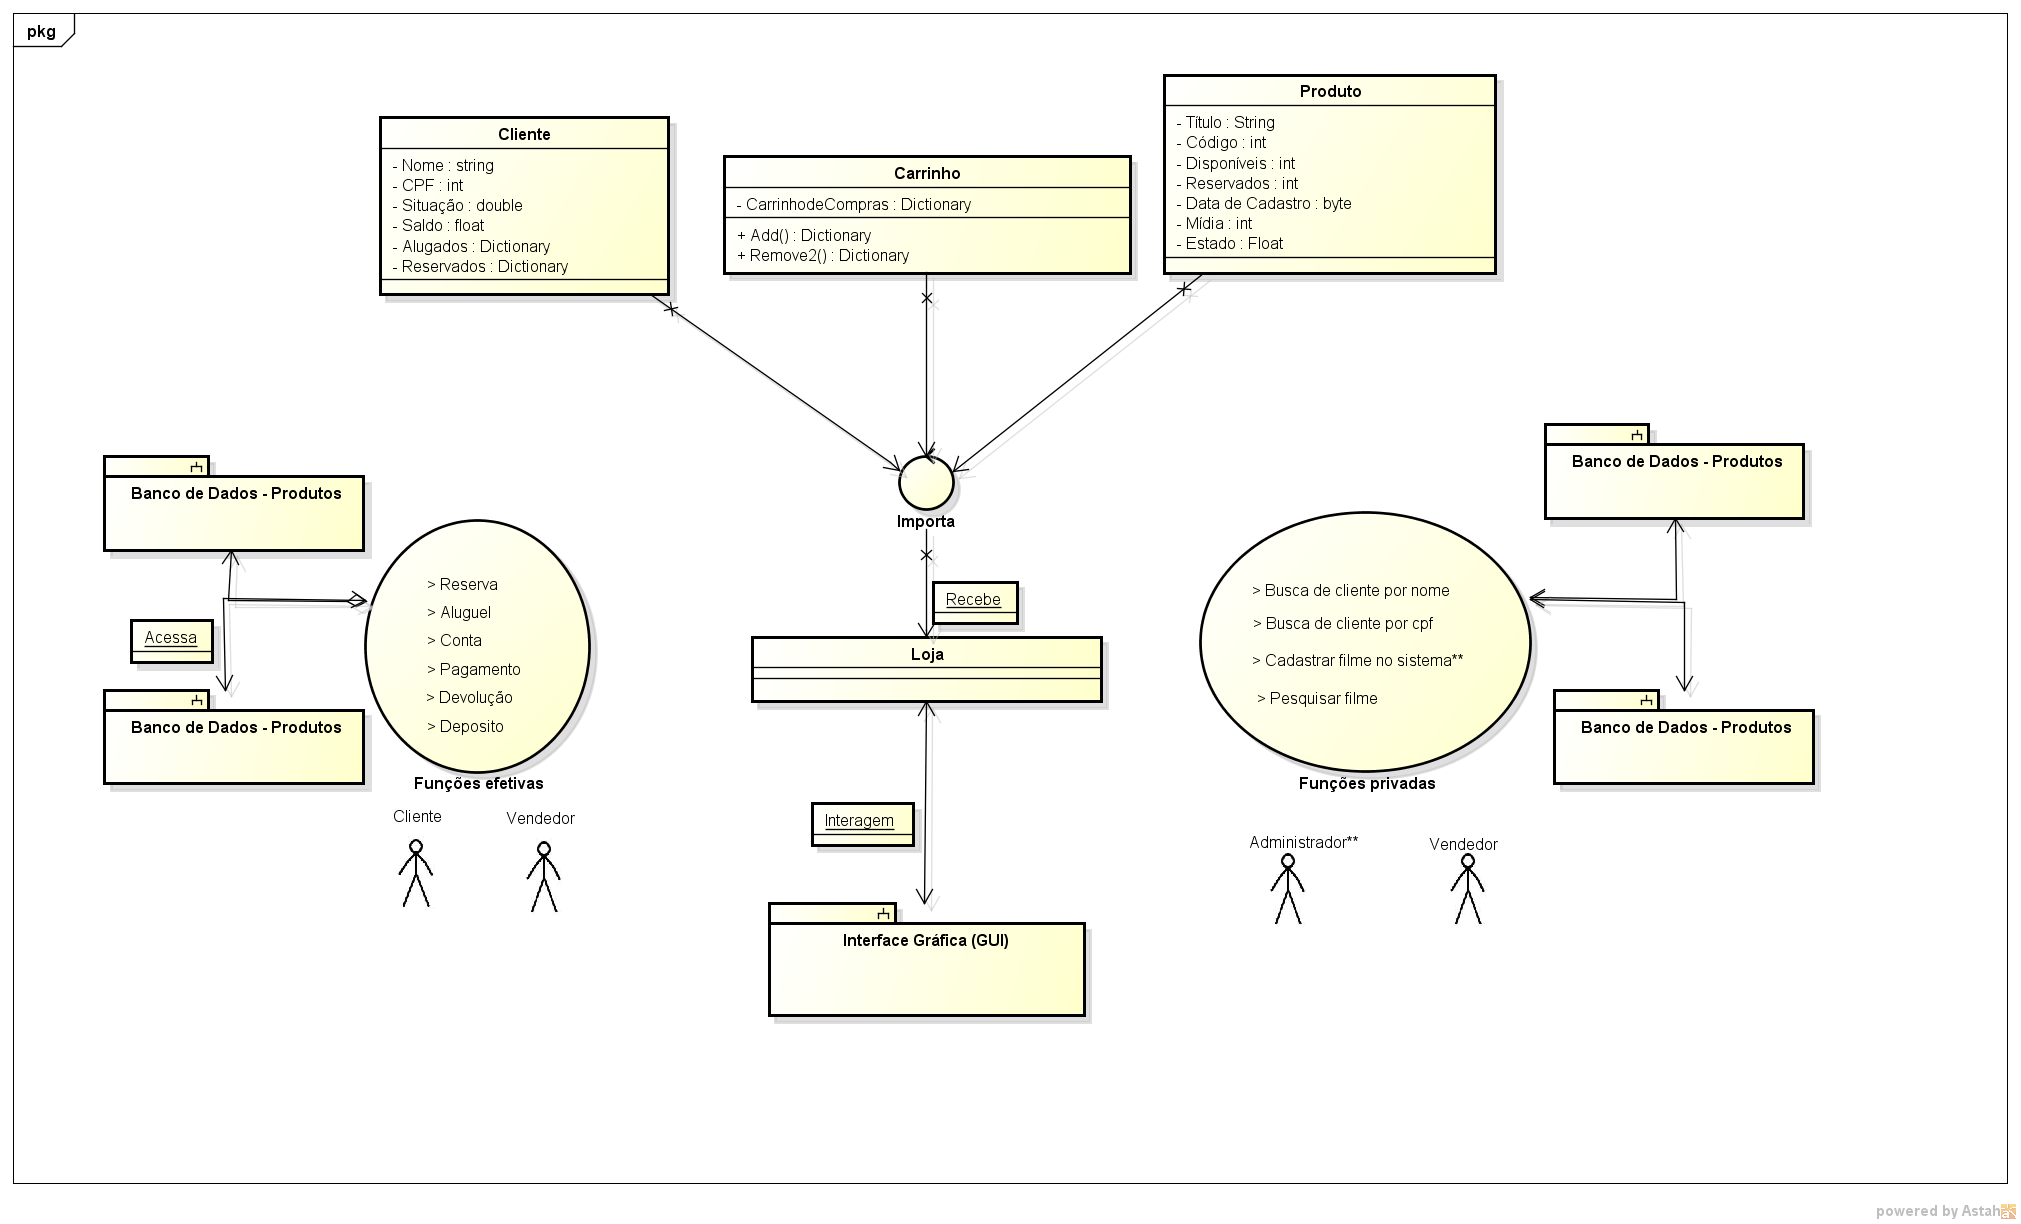 pkg
Cliente
- Nome : string
- CPF : int
- Situação : double
- Saldo : float
- Alugados : Dictionary
- Reservados : Dictionary
Carrinho
- CarrinhodeCompras : Dictionary
+ Add() : Dictionary
+ Remove2() : Dictionary
Produto
- Título : String
- Código : int
- Disponíveis : int
- Reservados : int
- Data de Cadastro : byte
- Mídia : int
- Estado : Float
Importa
Recebe
Loja
Interagem
Interface Gráfica (GUI)
Banco de Dados - Produtos
Acessa
Banco de Dados - Produtos
> Reserva
> Aluguel
> Conta
> Pagamento
> Devolução
> Deposito
Funções efetivas
Cliente
Vendedor
> Busca de cliente por nome
> Busca de cliente por cpf
> Cadastrar filme no sistema**
> Pesquisar filme
Funções privadas
Administrador**
Vendedor
Banco de Dados - Produtos
Banco de Dados - Produtos
powered by Astah